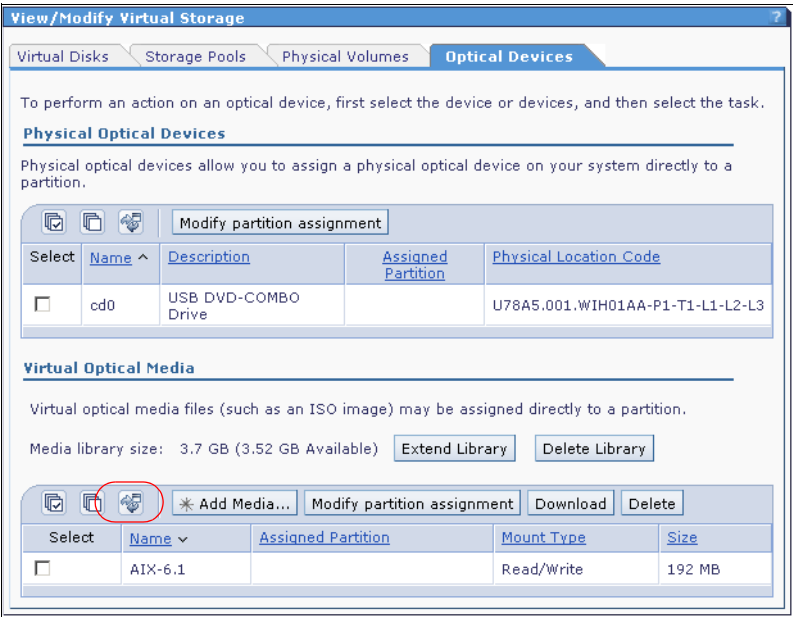 View/Modify Virtual Storage ?
Virtual Disks Storage Pools Physical Volumes Optical Devices
To perform an action on an optical device, first select the device or devices, and then select the task.
Physical Optical Devices
Physical optical devices allow you to assign a physical optical device on your system directly to a
partition.
Modify partition assignment
Select Name ^ Description Assigned Partition Physical Location Code
cd0 USB DVD-COMBO Drive U78A5.001.WIH01AA-P1-T1-L1-L2-L3
Virtual Optical Media
Virtual optical media files (such as an ISO image) may be assigned directly to a partition.
Media library size: 3.7 GB (3.52 GB Available) Extend Library Delete Library
Add Media... Modify partition assignment Download Delete
Select Name Assigned Partition Mount Type Size
AIX-6.1 Read/Write 192 MB